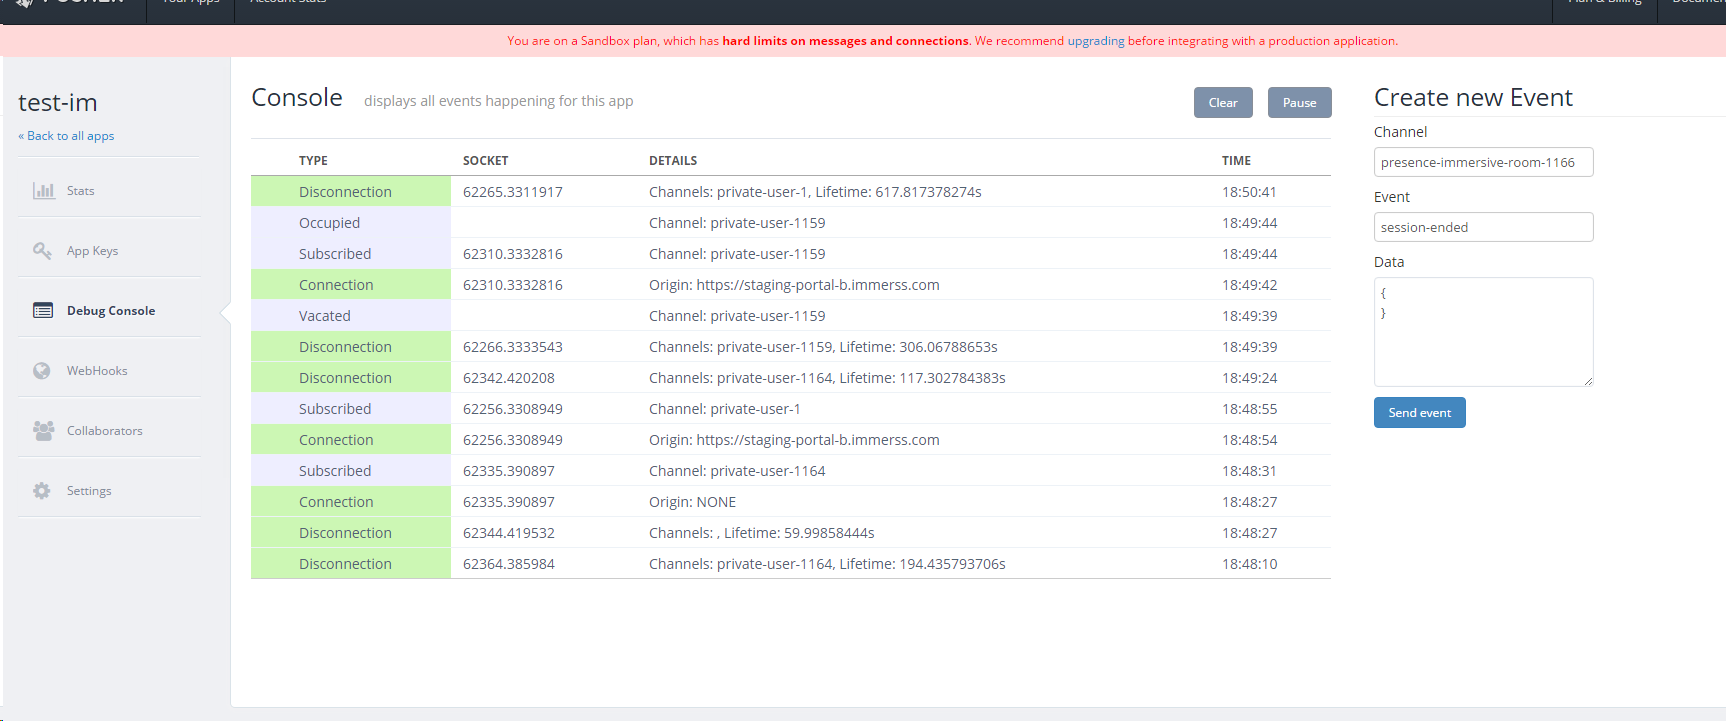 You are on a Sandbox plan, which has hard limits on messages and connections. We recommend upgrading before integrating with a production application.
test-im
« Back to all apps
Stats
App Keys
Debug Console
WebHooks
Collaborators
Settings
Console displays all events happening for this app
Clear Pause
TYPE SOCKET DETAILS TIME
Disconnection 62265.3311917 Channels: private-user-1, Lifetime: 617.817378274s 18:50:41
Occupied Channel: private-user-1159 18:49:44
Subscribed 62310.3332816 Channel: private-user-1159 18:49:44
Connection 62310.3332816 Origin: https://staging-portal-b.immerss.com 18:49:42
Vacated Channel: private-user-1159 18:49:39
Disconnection 62266.3333543 Channels: private-user-1159, Lifetime: 306.06788653s 18:49:39
Disconnection 62342.420208 Channels: private-user-1164, Lifetime: 117.302784383s 18:49:24
Subscribed 62256.3308949 Channel: private-user-1 18:48:55
Connection 62256.3308949 Origin: https://staging-portal-b.immerss.com 18:48:54
Subscribed 62335.390897 Channel: private-user-1164 18:48:31
Connection 62335.390897 Origin: NONE 18:48:27
Disconnection 62344.419532 Channels: , Lifetime: 59.99858444s 18:48:27
Disconnection 62364.385984 Channels: private-user-1164, Lifetime: 194.435793706s 18:48:10
Create new Event
Channel
presence-immersive-room-1166
Event
session-ended
Data
{
}
Send event